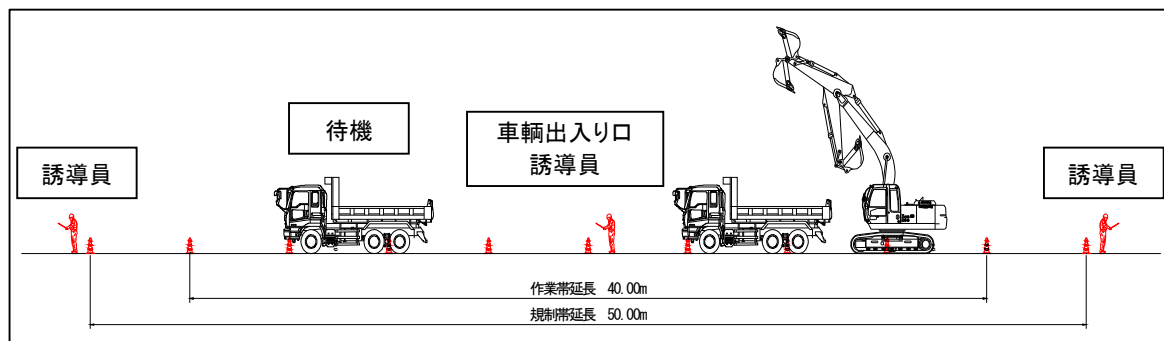 待機
車輌出入り口
誘導員
誘導員
誘導員
作業帯延長 40.00m
規制帯延長 50.00m